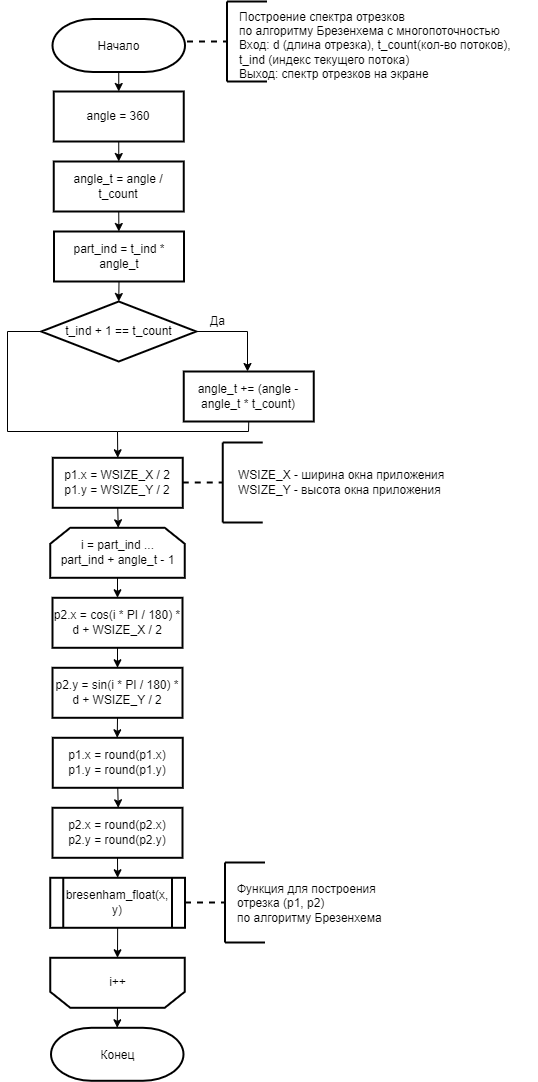 Начало
Построение спектра отрезков
по алгоритму Брезенхема с многопоточностью
Вход: d (длина отрезка), t_count(кол-во потоков),
t_ind (индекс текущего потока)
Выход: спектр отрезков на экране
angle = 360
angle_t = angle /
t_count
part_ind = t_ind *
angle_t
t_ind + 1 == t_count
Да
angle_t += (angle -
angle_t * t_count)
p1.x = WSIZE_X / 2
p1.y = WSIZE_Y / 2
WSIZE_X - ширина окна приложения
WSIZE_Y - высота окна приложения
i = part_ind ...
part_ind + angle_t - 1
p2.x = cos(i * PI / 180) *
d + WSIZE_X / 2
p2.y = sin(i * PI / 180) *
d + WSIZE_Y / 2
p1.x = round(p1.x)
p1.y = round(p1.y)
p2.x = round(p2.x)
p2.y = round(p2.y)
bresenham_float(x,
y)
Функция для построения
отрезка (p1, p2)
по алгоритму Брезенхема
i++
Конец